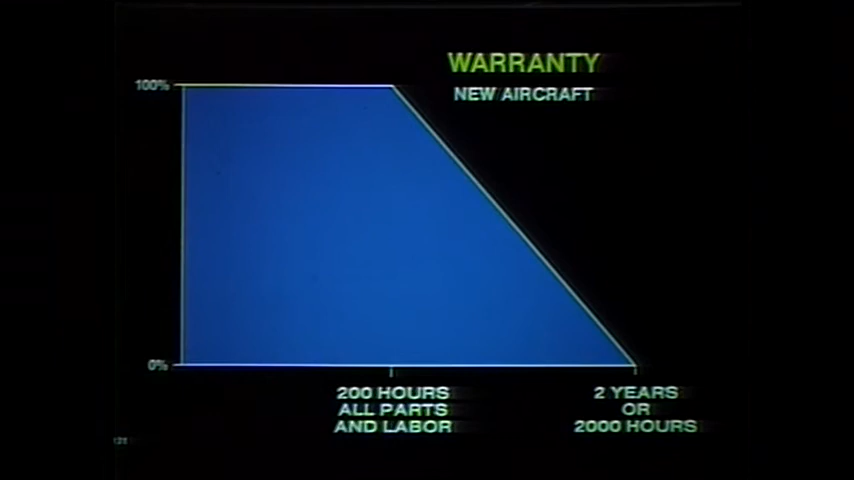 WARRANTY
NEW AIRCRAFT
100%
0%
200 HOURS
ALL PARTS
AND LABOR
2 YEARS
OR
2000 HOURS